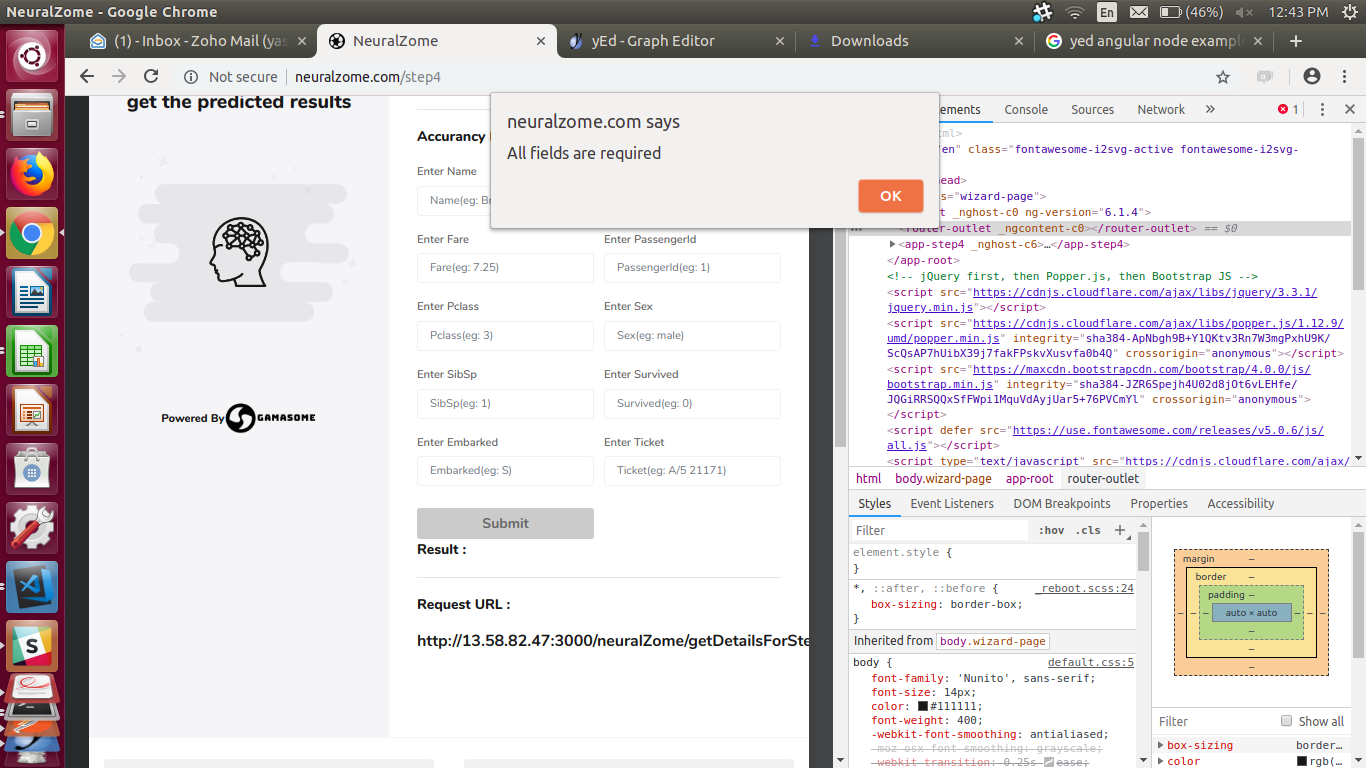 NeuralZome - Google Chrome
En
(46%)
12:43 PM
(1) - Inbox - Zoho Mail (yas
NeuralZome
yEd - Graph Editor
Downloads
yed angular node example
Not secure
neuralzome.com/step4
get the predicted results
Powered By GAMASOME
Accurancy
Enter Name
Name(eg: Br
Enter Fare
Enter PassengerId
Fare(eg: 7.25)
PassengerId(eg: 1)
Enter Pclass
Enter Sex
Pclass(eg: 3)
Sex(eg: male)
Enter SibSp
Enter Survived
SibSp(eg: 1)
Survived(eg: 0)
Enter Embarked
Enter Ticket
Embarked(eg: S)
Ticket(eg: A/5 21171)
Submit
Result :
Request URL :
http://13.58.82.47:3000/neuralZome/getDetailsForSte
neuralzome.com says
All fields are required
OK
ements
Console
Sources
Network
»
1
html>
"en" class="fontawesome-i2svg-active fontawesome-i2svg-
ead>
s="wizard-page">
t _nghost-c0 ng-version="6.1.4">
<router-outlet _ngcontent-c0></router-outlet> == $0
<app-step4 _nghost-c6>…</app-step4>
</app-root>
<!-- jQuery first, then Popper.js, then Bootstrap JS -->
<script src="https://cdnjs.cloudflare.com/ajax/libs/jquery/3.3.1/
jquery.min.js"></script>
<script src="https://cdnjs.cloudflare.com/ajax/libs/popper.js/1.12.9/
umd/popper.min.js" integrity="sha384-ApNbgh9B+Y1QKtv3Rn7W3mgPxhU9K/
ScQsAP7hUibX39j7fakFPskvXusvfa0b4Q" crossorigin="anonymous"></script>
<script src="https://maxcdn.bootstrapcdn.com/bootstrap/4.0.0/js/
bootstrap.min.js" integrity="sha384-JZR6Spejh4U02d8jOt6vLEHfe/
JQGiRRSQQxSfFWpi1MquVdAyjUar5+76PVCmYl" crossorigin="anonymous">
</script>
<script defer src="https://use.fontawesome.com/releases/v5.0.6/js/
all.js"></script>
<script type="text/javascript" src="https://cdnjs.cloudflare.com/ajax/
html
body.wizard-page
app-root
router-outlet
Styles
Event Listeners
DOM Breakpoints
Properties
Accessibility
Filter
:hov
.cls
+
element.style {
}
*, ::after, ::before {
_reboot.scss:24
box-sizing: border-box;
}
Inherited from body.wizard-page
body {
default.css:5
font-family: 'Nunito', sans-serif;
font-size: 14px;
color: #111111;
font-weight: 400;
-webkit-font-smoothing: antialiased;
-moz-osx-font-smoothing: grayscale;
-webkit-transition: 0.25s ease;
margin
–
border
–
padding
–
– – – auto × auto – – –
–
–
–
Filter
Show all
box-sizing
border…
color
rgb(